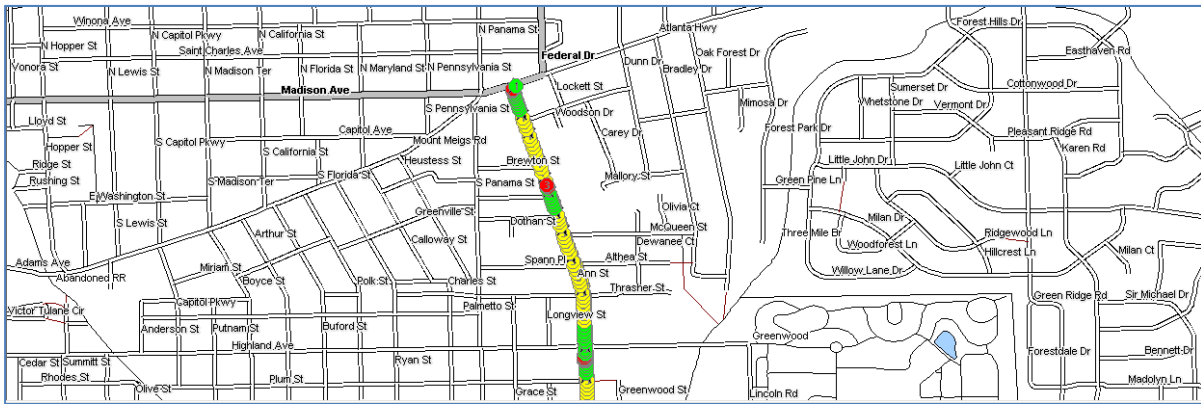 Winona Ave
N Capitol Pkwy
N California St
N Panama St
Atlanta Hwy
Forest Hills Dr
N Hopper St
Saint Charles Ave
Federal Dr
Oak Forest Dr
Easthaven Rd
Vonora St
N Lewis St
N Madison Ter
N Florida St
N Maryland St
N Pennsylvania St
Dunn Dr
Bradley Dr
Madison Ave
Lockett St
Sumerset Dr
Cottonwood Dr
S Pennsylvania St
Woodson Dr
Mimosa Dr
Whetstone Dr
Vermont Dr
Lloyd St
Capitol Ave
Carey Dr
Forest Park Dr
Pleasant Ridge Rd
Hopper St
S Capitol Pkwy
Mount Meigs Rd
Karen Rd
Ridge St
S California St
Heustess St
Brewton St
Little John Dr
Little John Ct
Rushing St
S Madison Ter
S Florida St
S Panama St
3
Mallory St
Green Pine Ln
E Washington St
Greenville St
Olivia Ct
Milan Dr
S Lewis St
Dothan St
McQueen St
Three Mile Br
Ridgewood Ln
Arthur St
Calloway St
Dewanee Ct
Woodforest Ln
Hillcrest Ln
Milan Ct
Adams Ave
Miriam St
Spann Pl
Althea St
Willow Lane Dr
Abandoned RR
Boyce St
Polk St
Charles St
Ann St
Thrasher St
Green Ridge Rd
Sir Michael Dr
Victor Tulane Cir
Capitol Pkwy
Palmetto St
Longview St
Anderson St
Putnam St
Buford St
Greenwood
Highland Ave
Forestdale Dr
Bennett Dr
Cedar St
Summitt St
Ryan St
Rhodes St
Olive St
Plum St
Grace St
Greenwood St
Lincoln Rd
Madolyn Ln